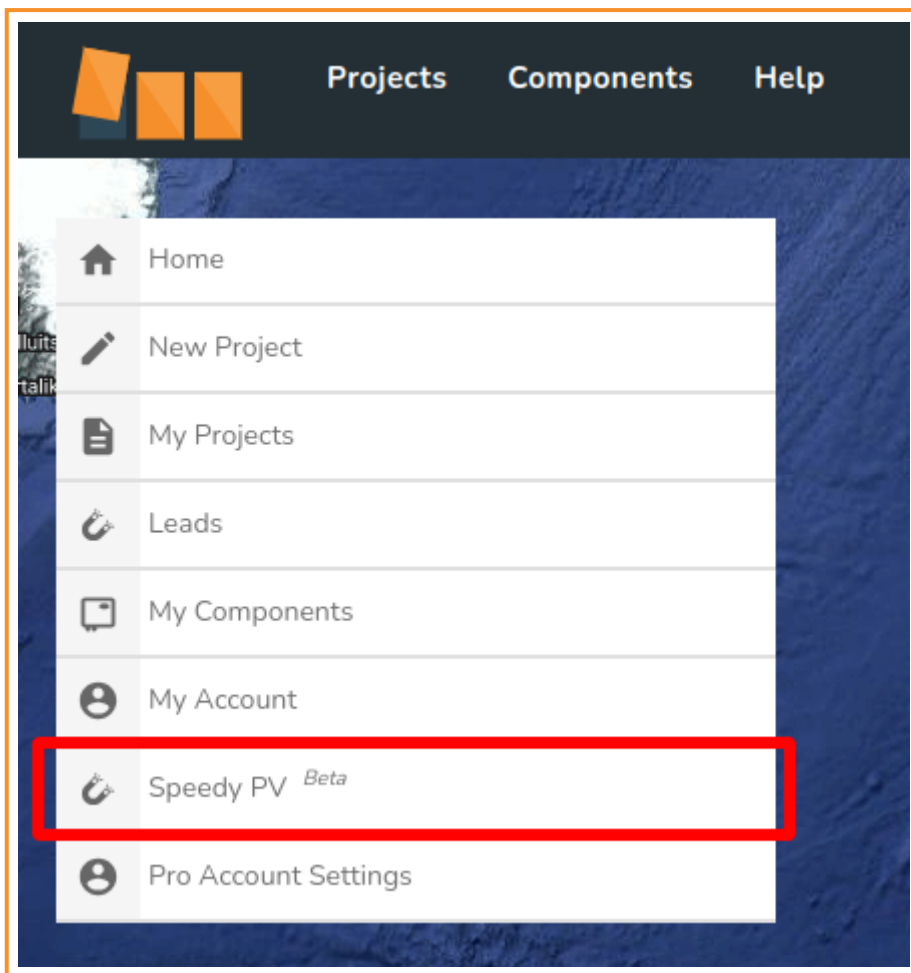 Projects Components Help
Home
New Project
My Projects
Leads
My Components
My Account
Speedy PV Beta
Pro Account Settings